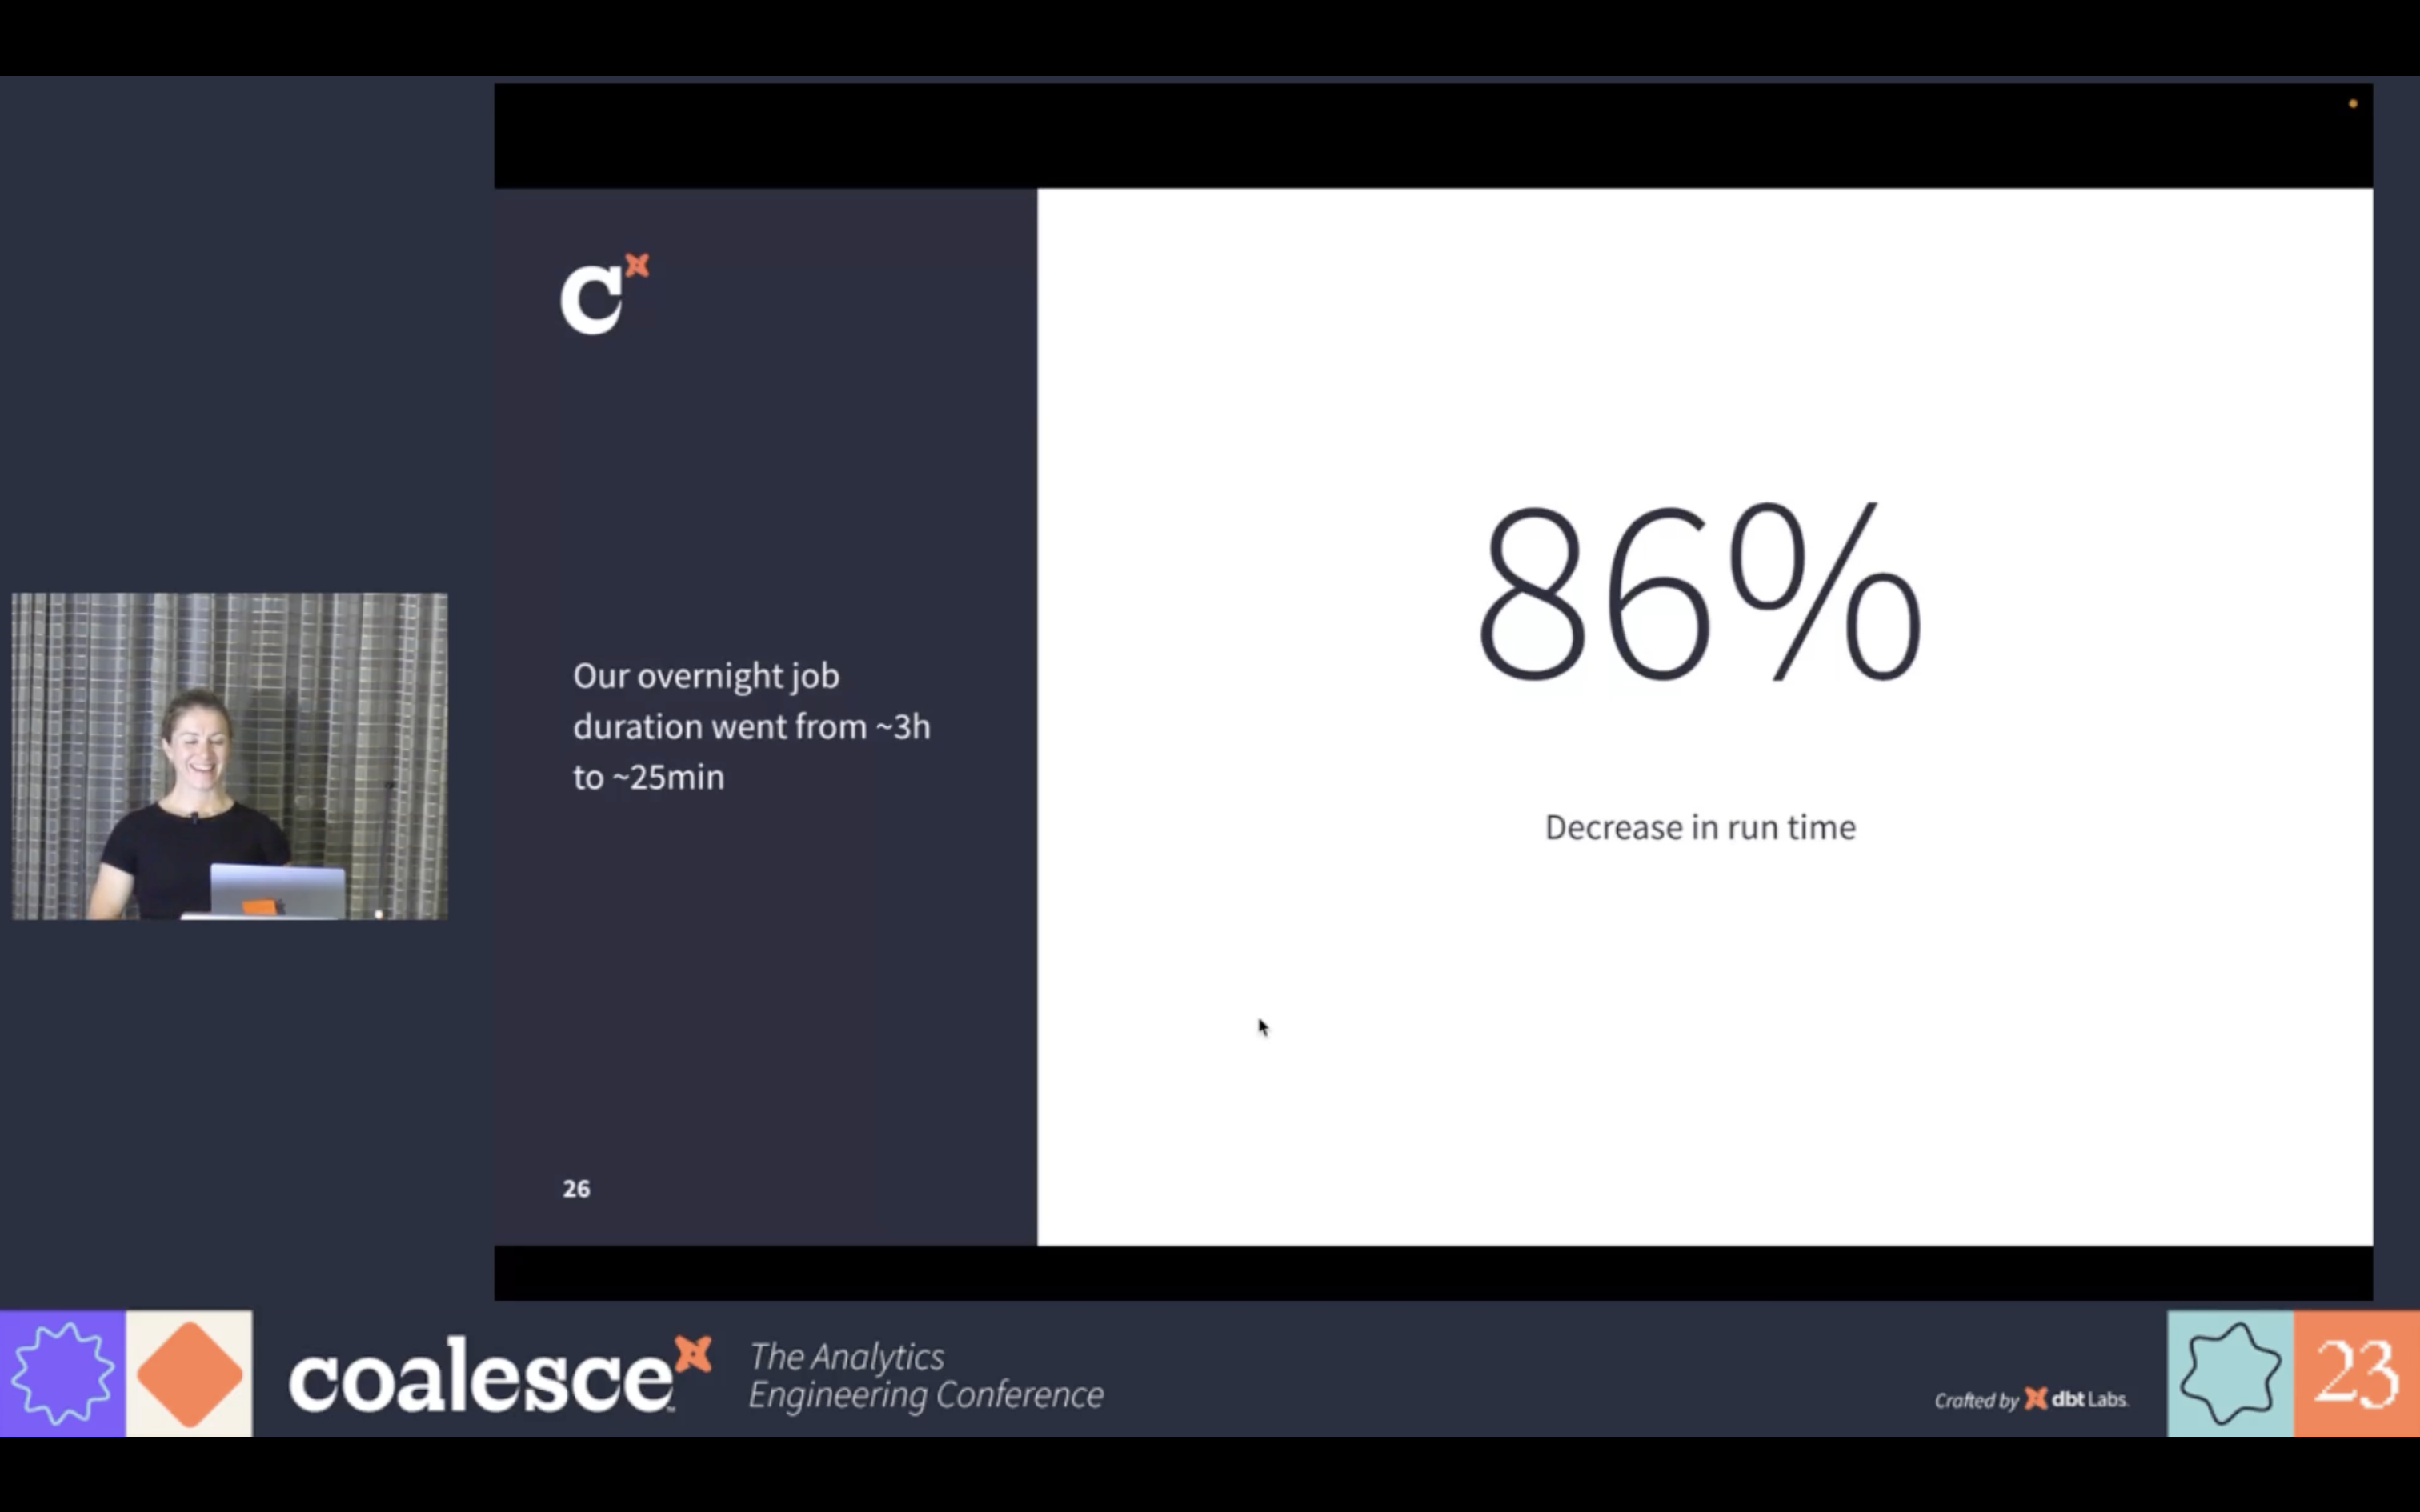 C
Our overnight job
duration went from ~3h
to ~25min
26
86%
Decrease in run time
coalesce
The Analytics
Engineering Conference
Crafted by dbt Labs.
23